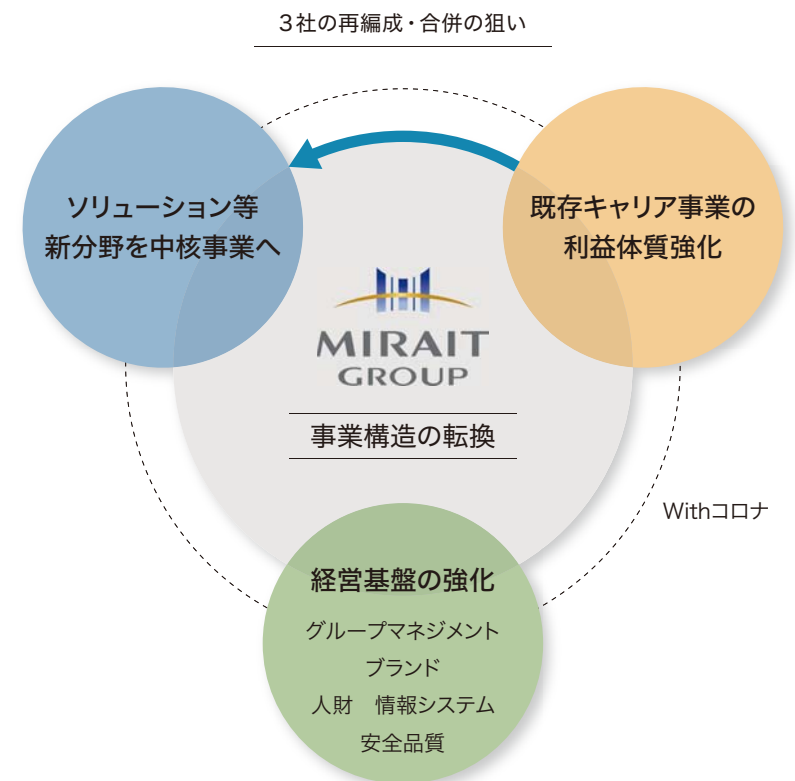 3社の再編成・合併の狙い
ソリューション等
新分野を中核事業へ
既存キャリア事業の
利益体質強化
MIRAIT
GROUP
事業構造の転換
Withコロナ
経営基盤の強化
グループマネジメント
ブランド
人財　情報システム
安全品質